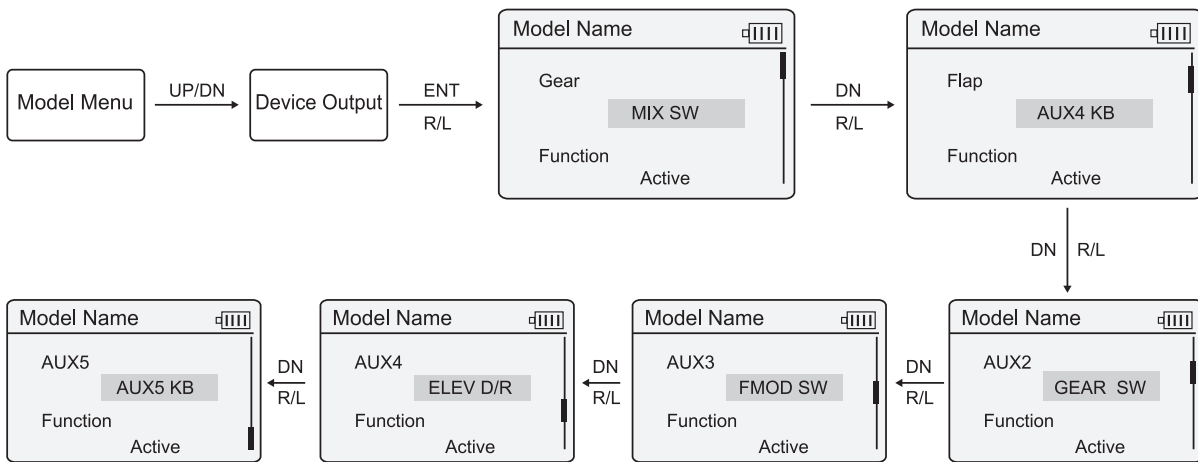 Model Menu
UP/DN
Device Output
ENT
R/L
Model Name
Gear
MIX SW
Function
Active
DN
R/L
Model Name
Flap
AUX4 KB
Function
Active
DN R/L
Model Name
AUX2
GEAR SW
Function
Active
DN
R/L
Model Name
AUX3
FMOD SW
Function
Active
DN
R/L
Model Name
AUX4
ELEV D/R
Function
Active
DN
R/L
Model Name
AUX5
AUX5 KB
Function
Active